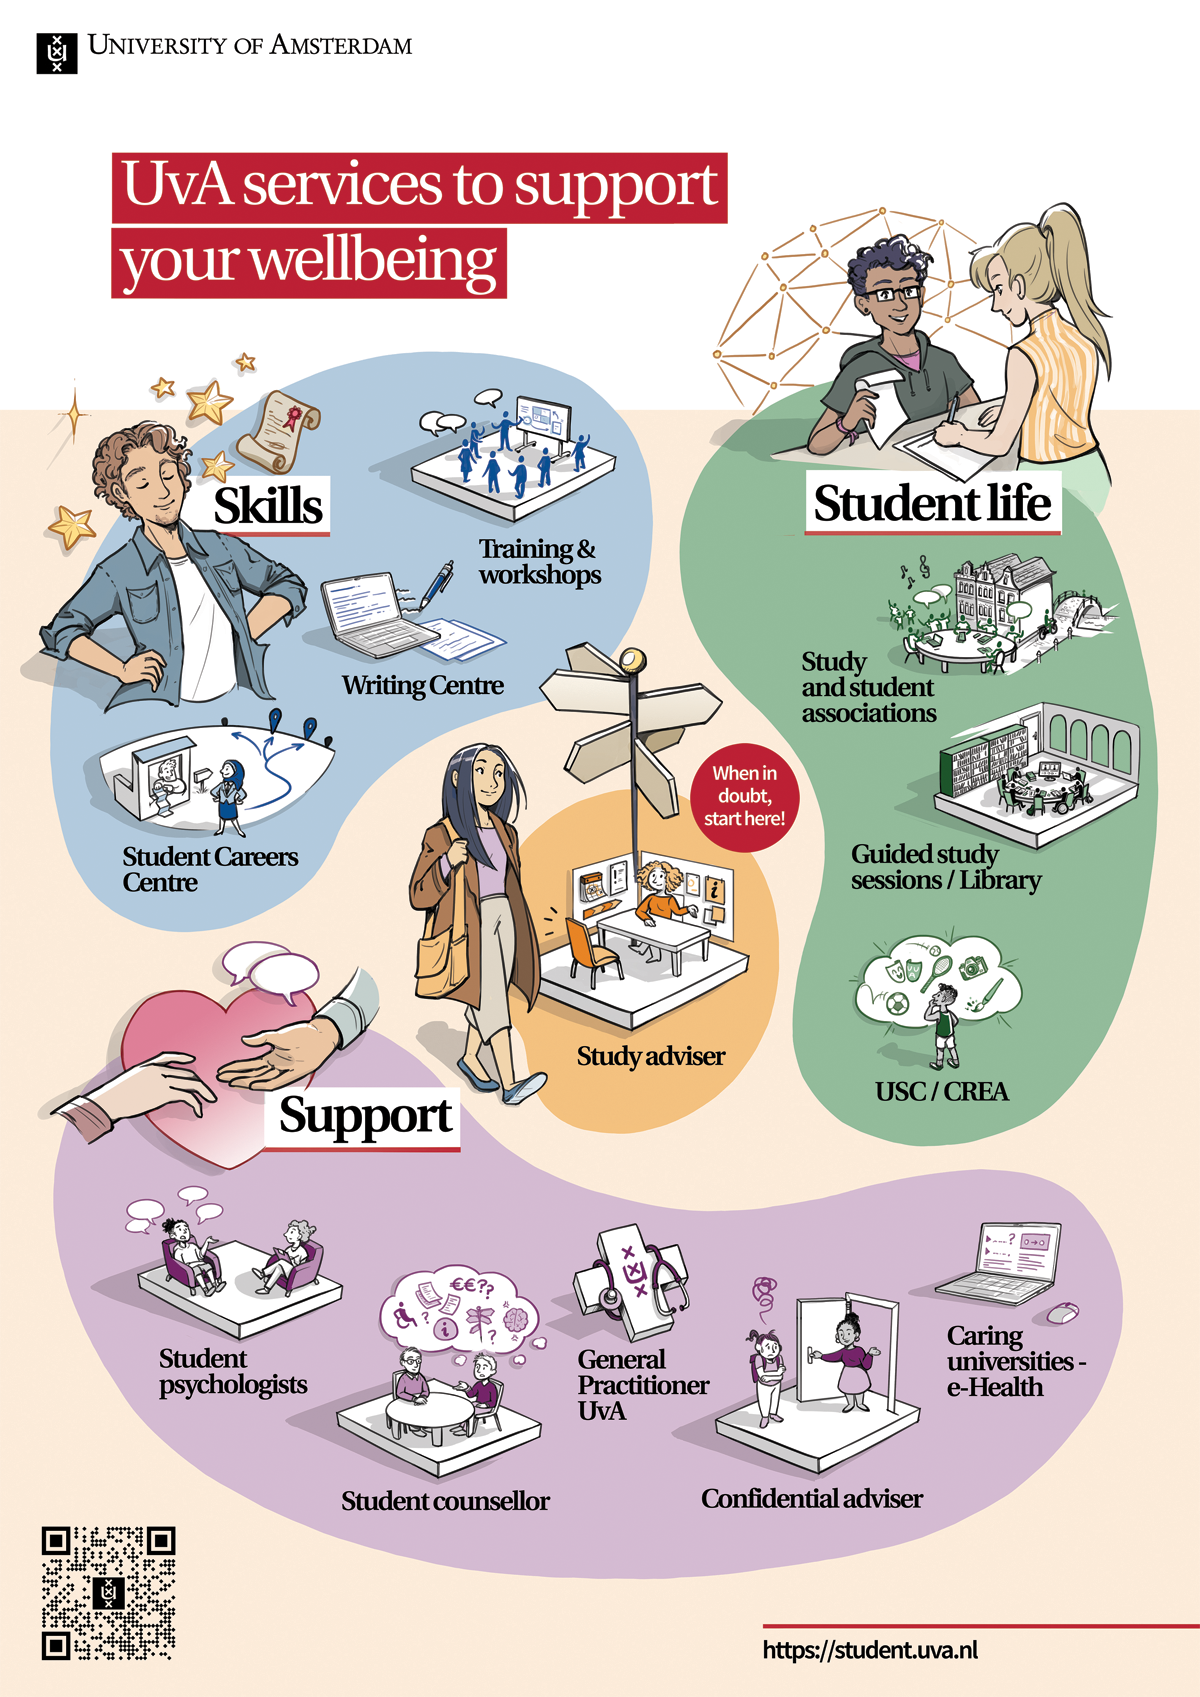 UNIVERSITY OF AMSTERDAM
UvA services to support
your wellbeing
Skills
Training &
workshops
Writing Centre
Student Careers
Centre
Student life
Study
and student
associations
Guided study
sessions / Library
USC / CREA
When in
doubt,
start here!
Study adviser
Support
Student
psychologists
€€??
?
?
Student counsellor
General
Practitioner
UvA
Confidential adviser
?
Caring
universities -
e-Health
https://student.uva.nl